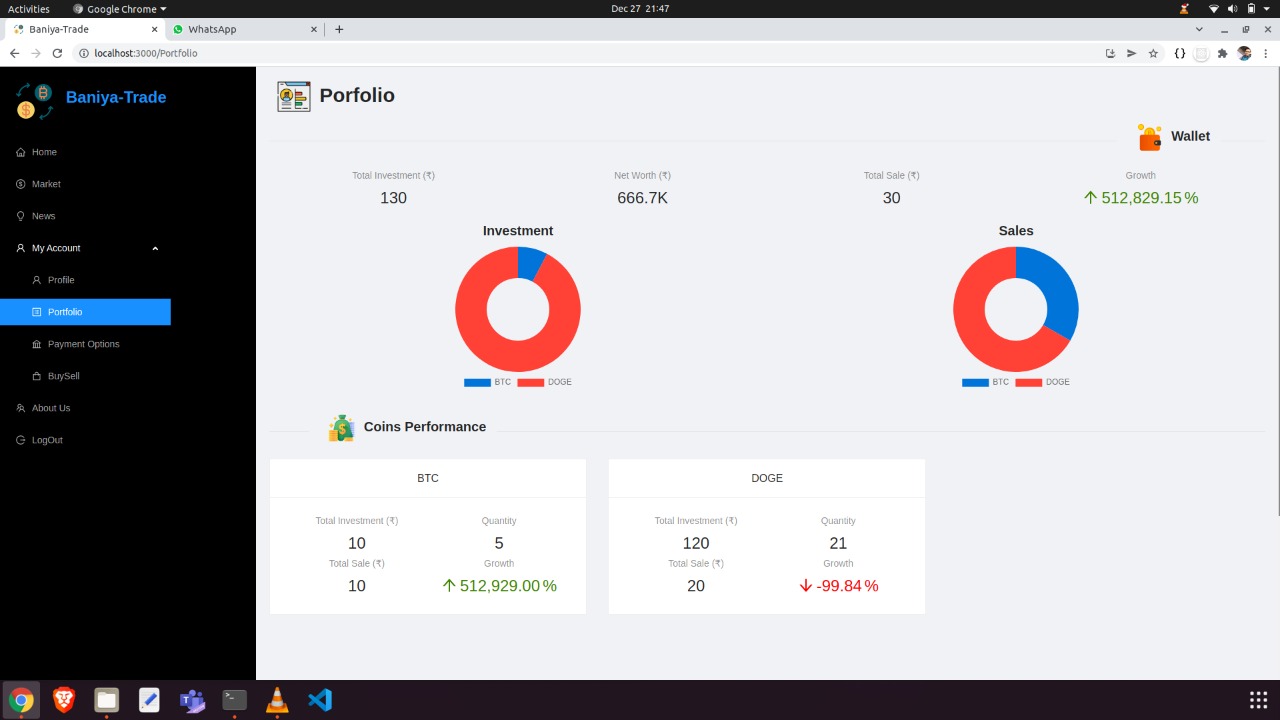 Activities Google Chrome Dec 27 21:47
Baniya-Trade WhatsApp
localhost:3000/Portfolio
Baniya-Trade
Home
Market
News
My Account
Profile
Portfolio
Payment Options
BuySell
About Us
LogOut
Porfolio
Wallet
Total Investment (₹) Net Worth (₹) Total Sale (₹) Growth
130 666.7K 30 512,829.15 %
Investment Sales
BTC DOGE BTC DOGE
Coins Performance
BTC DOGE
Total Investment (₹) Quantity Total Investment (₹) Quantity
10 5 120 21
Total Sale (₹) Growth Total Sale (₹) Growth
10 512,929.00 % 20 -99.84 %